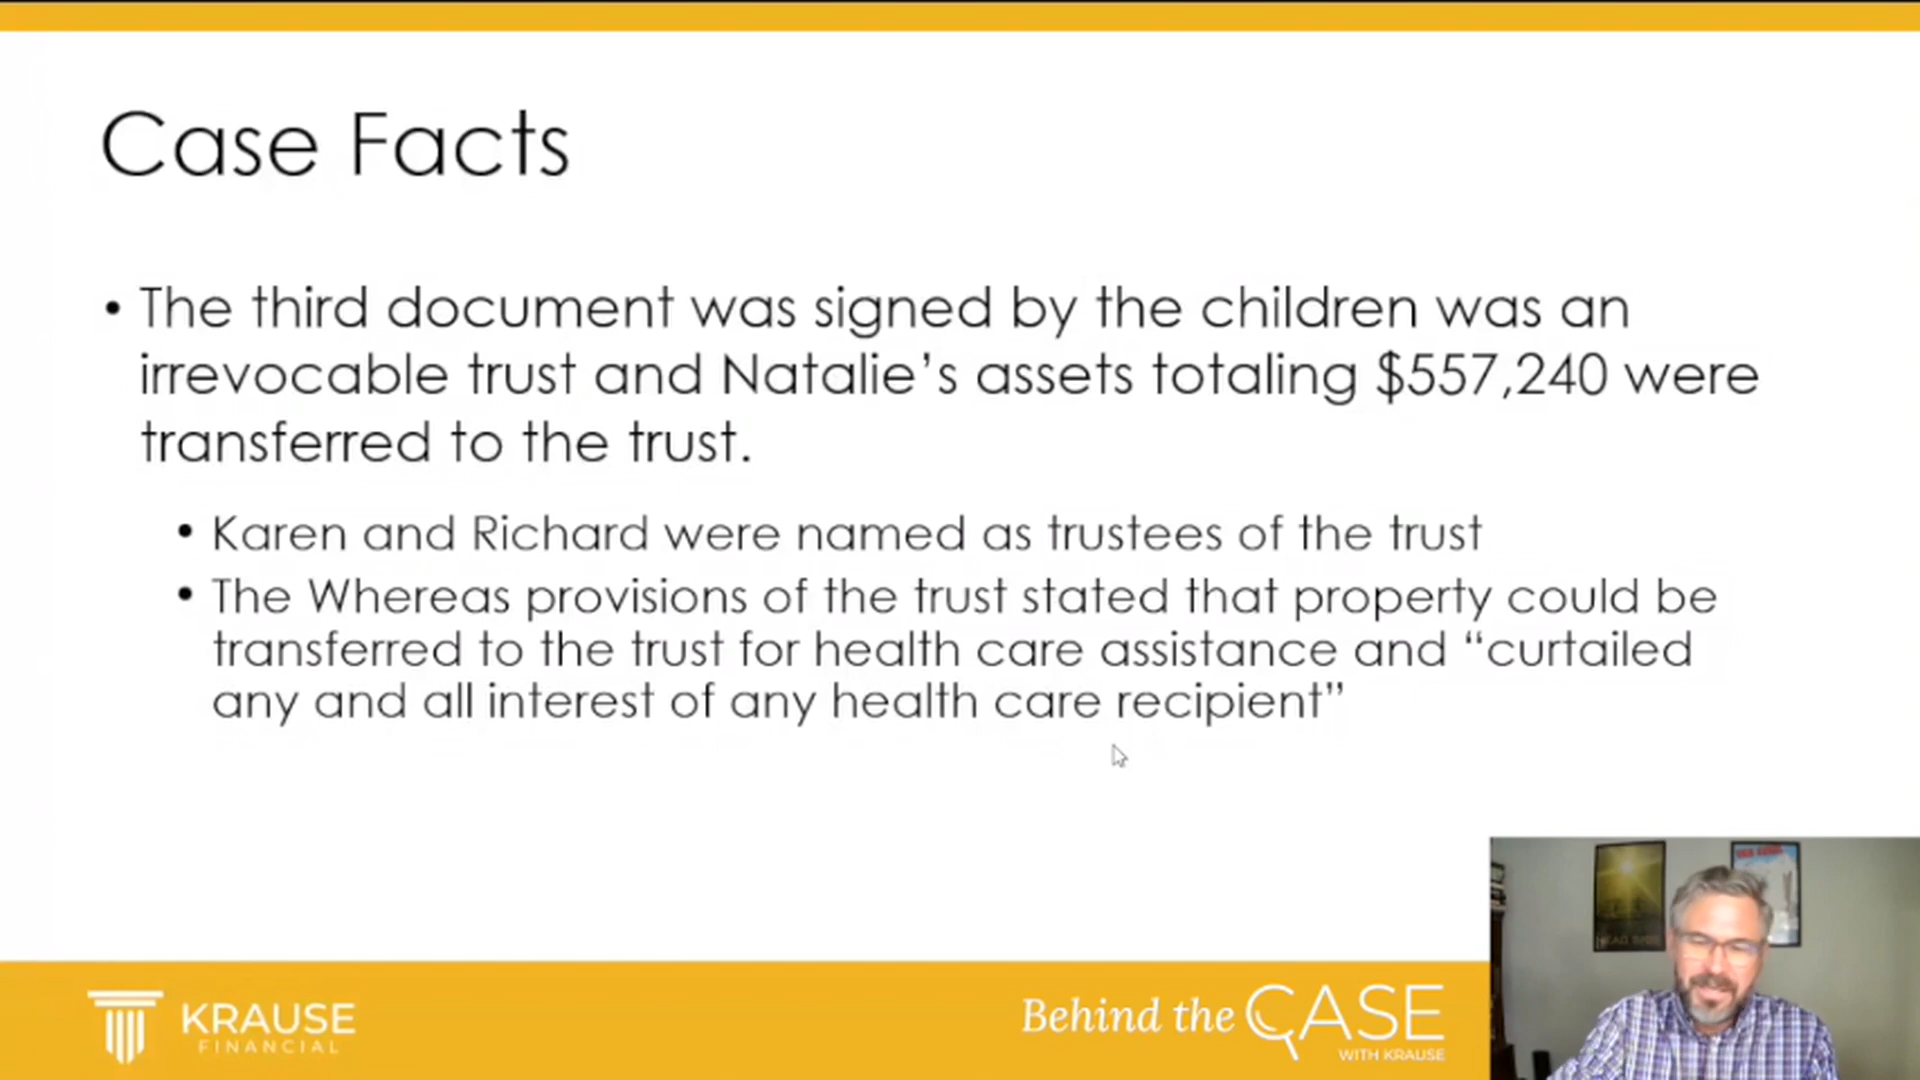 Case Facts
• The third document was signed by the children was an
irrevocable trust and Natalie’s assets totaling $557,240 were
transferred to the trust.
• Karen and Richard were named as trustees of the trust
• The Whereas provisions of the trust stated that property could be
transferred to the trust for health care assistance and “curtailed
any and all interest of any health care recipient”
KRAUSE
FINANCIAL
Behind the CASE
WITH KRAUSE